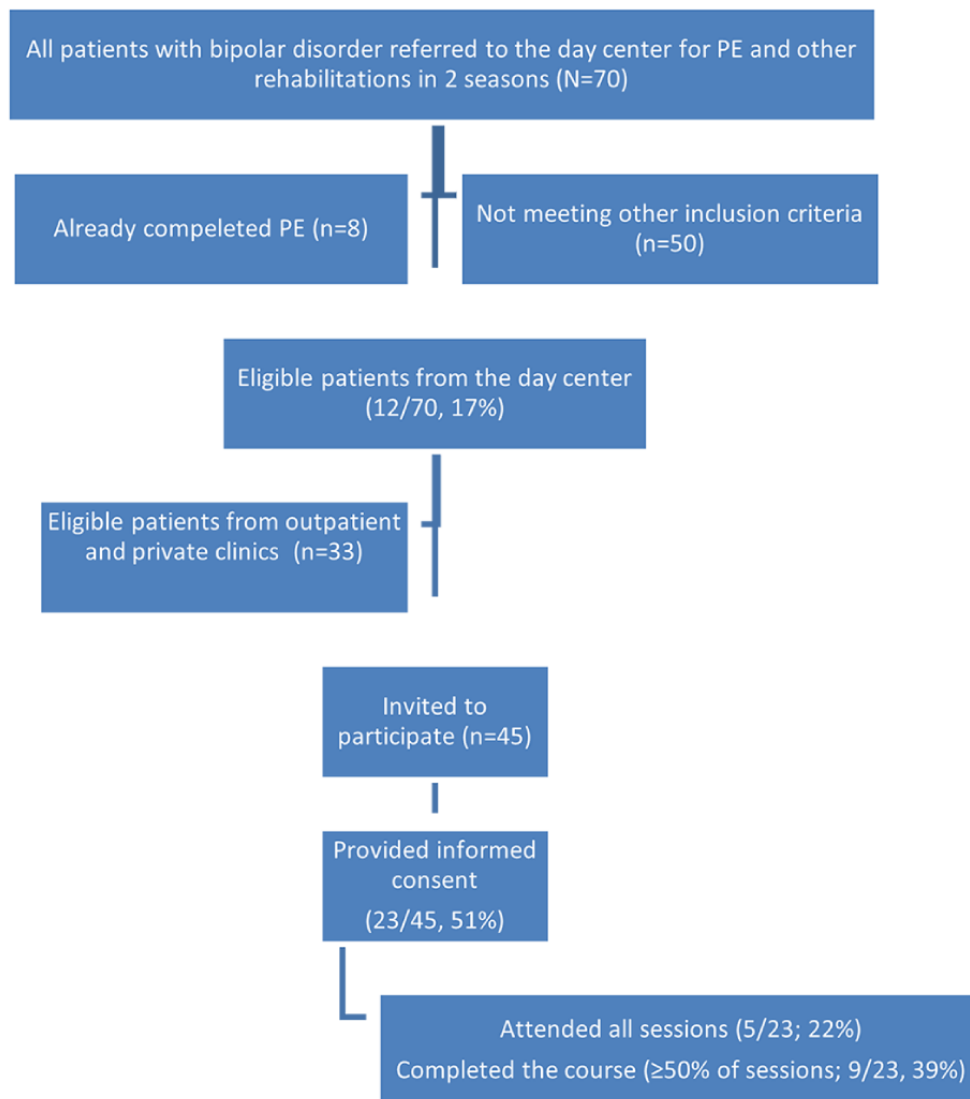 All patients with bipolar disorder referred to the day center for PE and other
rehabilitations in 2 seasons (N=70)
Already compeleted PE (n=8)
Not meeting other inclusion criteria
(n=50)
Eligible patients from the day center
(12/70, 17%)
Eligible patients from outpatient
and private clinics (n=33)
Invited to
participate (n=45)
Provided informed
consent
(23/45, 51%)
Attended all sessions (5/23; 22%)
Completed the course (≥50% of sessions; 9/23, 39%)